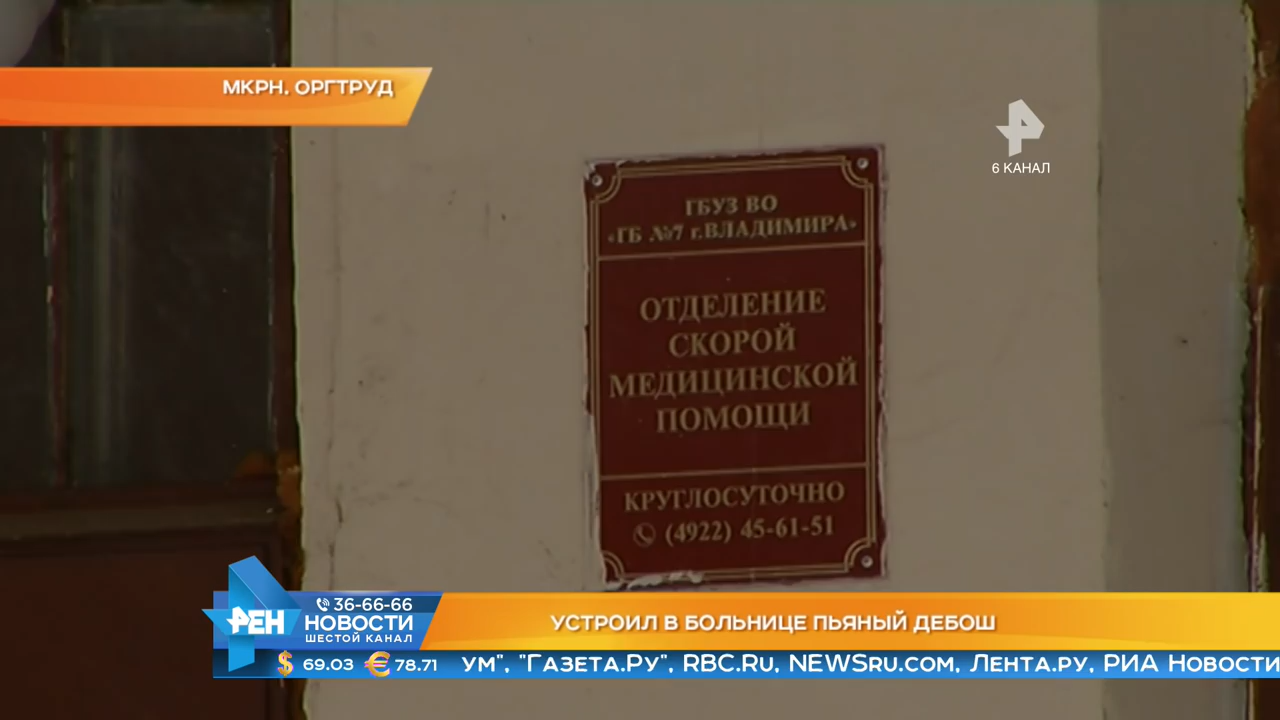 МКРН. ОРГТРУД
6 КАНАЛ
ГБУЗ ВО
«ГБ №7 г.ВЛАДИМИРА»
ОТДЕЛЕНИЕ
СКОРОЙ
МЕДИЦИНСКОЙ
ПОМОЩИ
КРУГЛОСУТОЧНО
(4922) 45-61-51
РЕН
36-66-66
НОВОСТИ
ШЕСТОЙ КАНАЛ
УСТРОИЛ В БОЛЬНИЦЕ ПЬЯНЫЙ ДЕБОШ
$ 69.03 € 78.71 УМ", "ГАЗЕТА.РУ", RBC.RU, NEWSRU.COM, ЛЕНТА.РУ, РИА НОВОСТИ